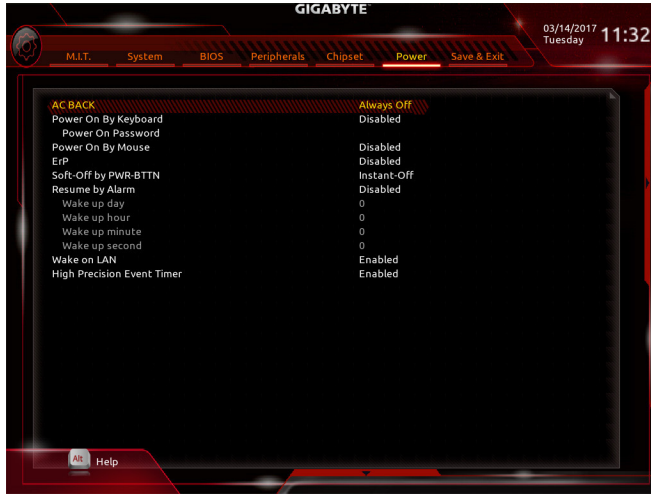 GIGABYTE™
03/14/2017 Tuesday 11:32
M.I.T. System BIOS Peripherals Chipset Power Save & Exit
AC BACK Always Off
Power On By Keyboard Disabled
Power On Password
Power On By Mouse Disabled
ErP Disabled
Soft-Off by PWR-BTTN Instant-Off
Resume by Alarm Disabled
Wake up day 0
Wake up hour 0
Wake up minute 0
Wake up second 0
Wake on LAN Enabled
High Precision Event Timer Enabled
Alt Help